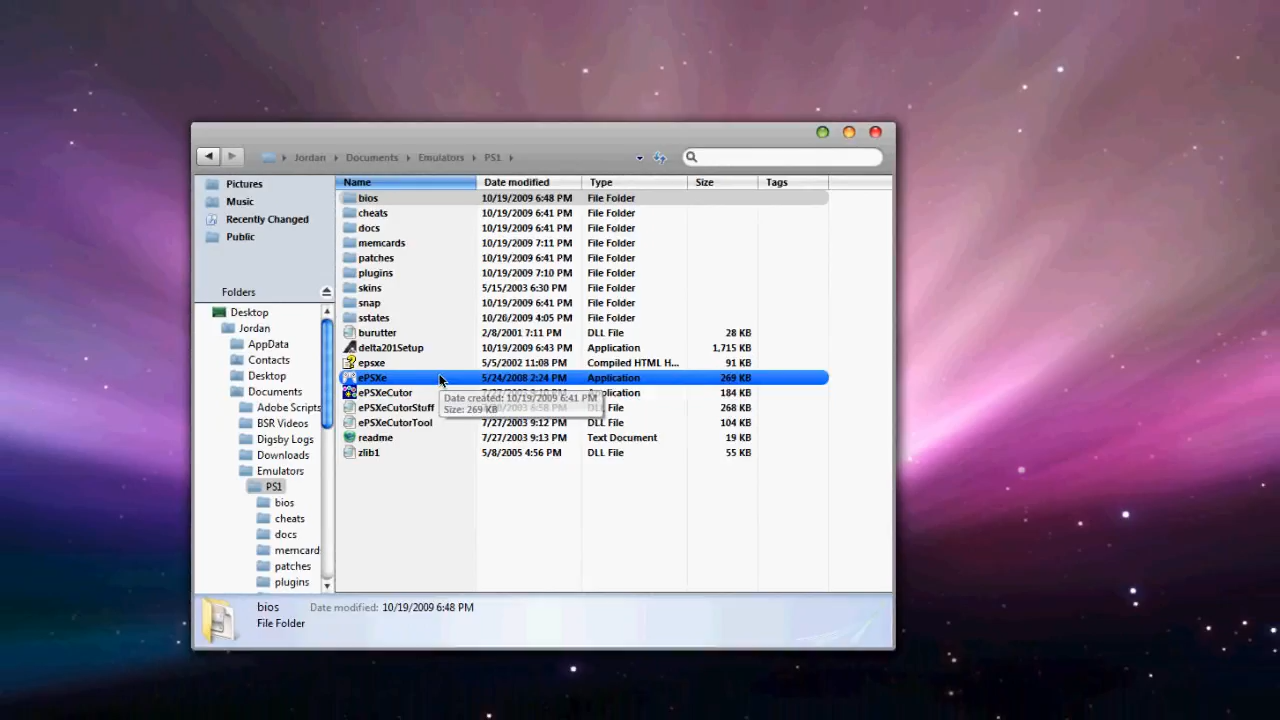 Jordan Documents Emulators PS1
Pictures
Music
Recently Changed
Public
Folders
Desktop
Jordan
AppData
Contacts
Desktop
Documents
Adobe Scripts
BSR Videos
Digsby Logs
Downloads
Emulators
PS1
bios
cheats
docs
memcard
patches
plugins
Name Date modified Type Size Tags
bios 10/19/2009 6:48 PM File Folder
cheats 10/19/2009 6:41 PM File Folder
docs 10/19/2009 6:41 PM File Folder
memcards 10/19/2009 7:11 PM File Folder
patches 10/19/2009 6:41 PM File Folder
plugins 10/19/2009 7:10 PM File Folder
skins 5/15/2003 6:30 PM File Folder
snap 10/19/2009 6:41 PM File Folder
sstates 10/26/2009 4:05 PM File Folder
burutter 2/8/2001 7:11 PM DLL File 28 KB
delta201Setup 10/19/2009 6:43 PM Application 1,715 KB
epsxe 5/5/2002 11:08 PM Compiled HTML H... 91 KB
ePSXe 5/24/2008 2:24 PM Application 269 KB
ePSXeCutor Application 184 KB
Date created: 10/19/2009 6:41 PM
Size: 269 KB
ePSXeCutorStuff 6:58 PM File 268 KB
ePSXeCutorTool 7/27/2003 9:12 PM DLL File 104 KB
readme 7/27/2003 9:13 PM Text Document 19 KB
zlib1 5/8/2005 4:56 PM DLL File 55 KB
bios Date modified: 10/19/2009 6:48 PM
File Folder